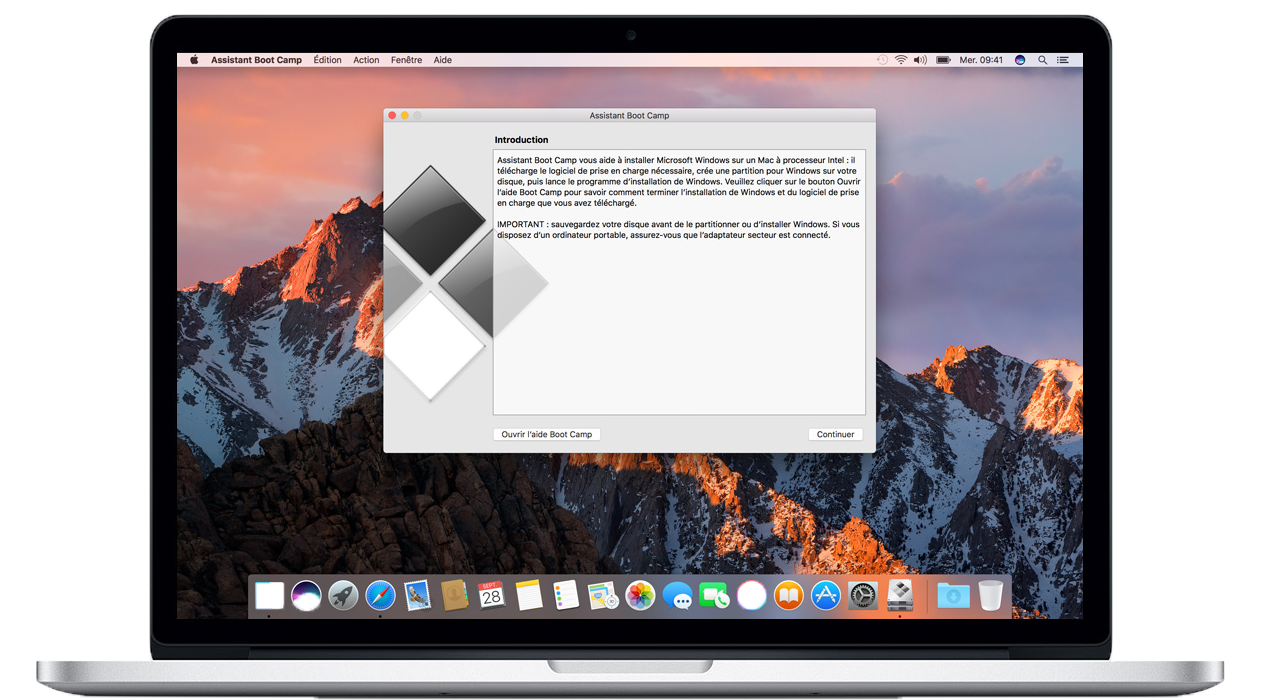 Assistant Boot Camp Édition Action Fenêtre Aide Mer. 09:41
Assistant Boot Camp
Introduction
Assistant Boot Camp vous aide à installer Microsoft Windows sur un Mac à processeur Intel : il
télécharge le logiciel de prise en charge nécessaire, crée une partition pour Windows sur votre
disque, puis lance le programme d’installation de Windows. Veuillez cliquer sur le bouton Ouvrir
l’aide Boot Camp pour savoir comment terminer l’installation de Windows et du logiciel de prise
en charge que vous avez téléchargé.
IMPORTANT : sauvegardez votre disque avant de le partitionner ou d’installer Windows. Si vous
disposez d’un ordinateur portable, assurez-vous que l’adaptateur secteur est connecté.
Ouvrir l’aide Boot Camp
Continuer
SEPT
28